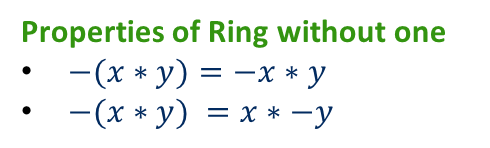 Properties of Ring without one
• −(x ∗ y) = −x ∗ y
• −(x ∗ y) = x ∗ −y